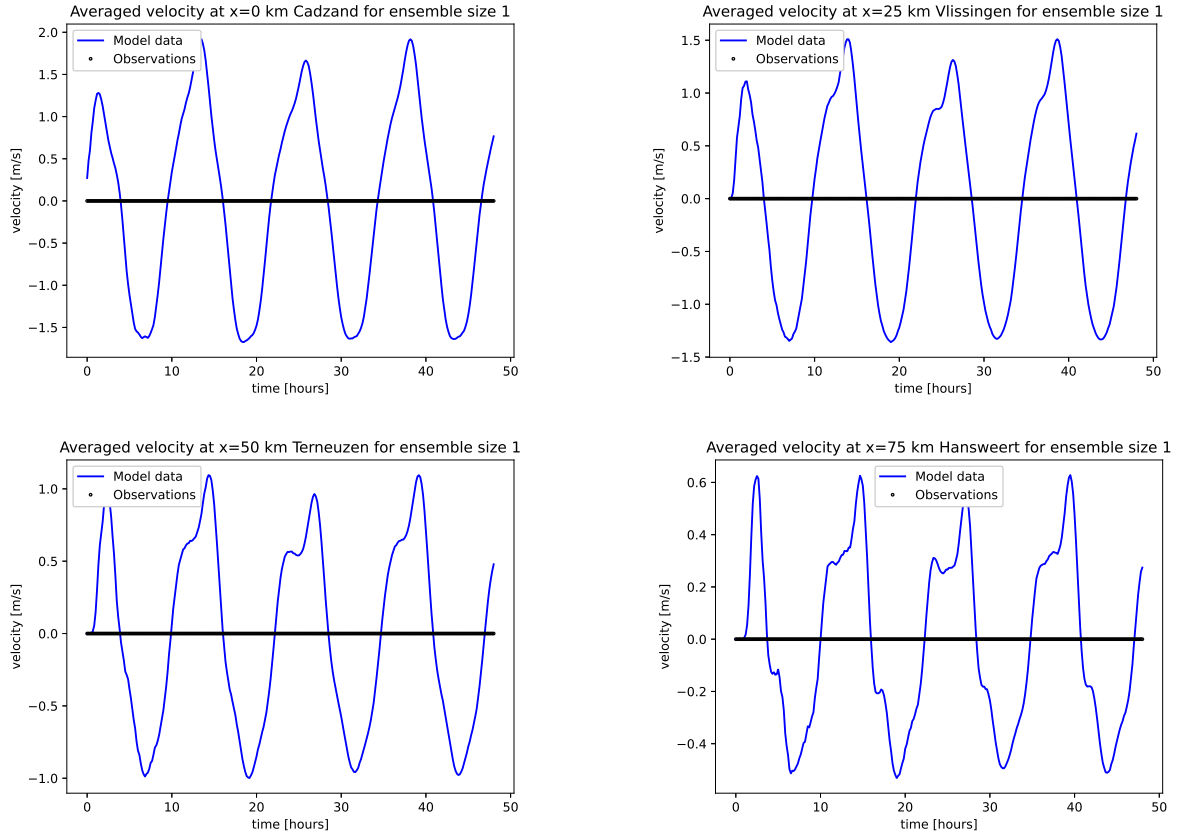 Averaged velocity at x=0 km Cadzand for ensemble size 1
Model data
Observations
2.0
1.5
1.0
0.5
0.0
−0.5
−1.0
−1.5
velocity [m/s]
0 10 20 30 40 50
time [hours]
Averaged velocity at x=25 km Vlissingen for ensemble size 1
Model data
Observations
1.5
1.0
0.5
0.0
−0.5
−1.0
−1.5
velocity [m/s]
0 10 20 30 40 50
time [hours]
Averaged velocity at x=50 km Terneuzen for ensemble size 1
Model data
Observations
1.0
0.5
0.0
−0.5
−1.0
velocity [m/s]
0 10 20 30 40 50
time [hours]
Averaged velocity at x=75 km Hansweert for ensemble size 1
Model data
Observations
0.6
0.4
0.2
0.0
−0.2
−0.4
velocity [m/s]
0 10 20 30 40 50
time [hours]